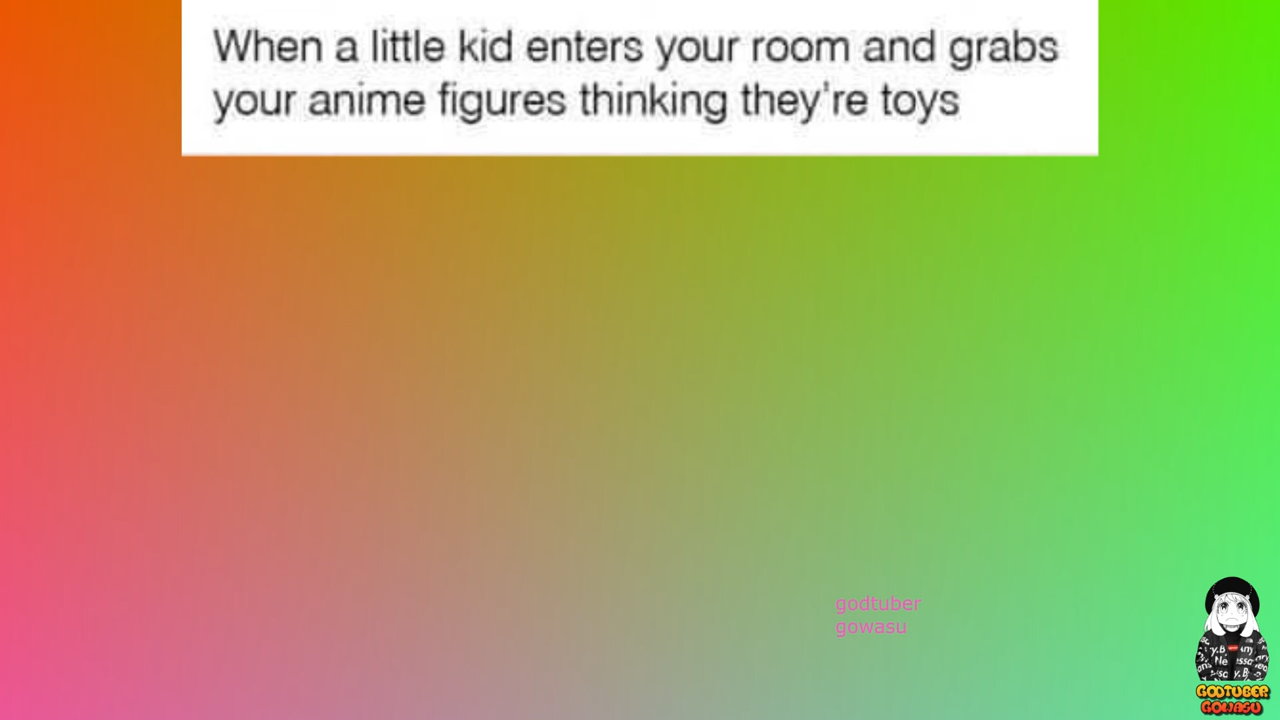 When a little kid enters your room and grabs
your anime figures thinking they're toys
godtuber
gowasu
GODTUBER
GOWASU